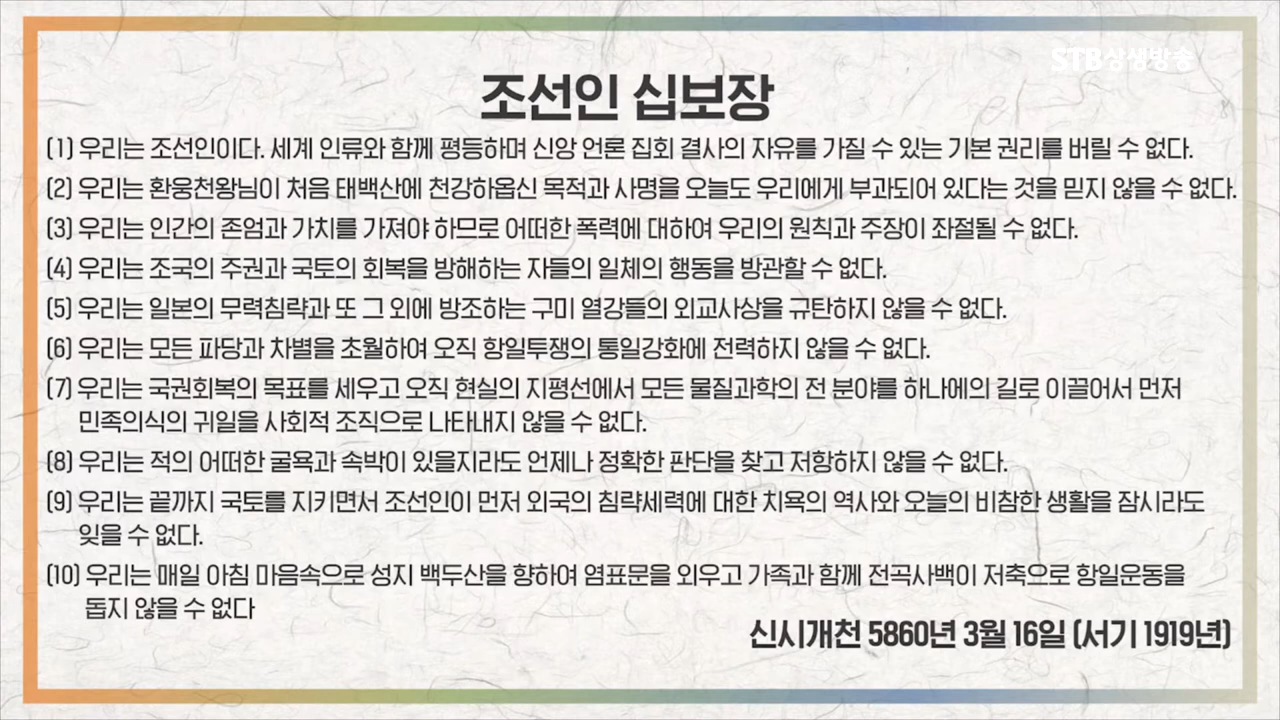 STB상생방송
조선인 십보장
(1) 우리는 조선인이다. 세계 인류와 함께 평등하며 신앙 언론 집회 결사의 자유를 가질 수 있는 기본 권리를 버릴 수 없다.
(2) 우리는 환웅천왕님이 처음 태백산에 천강하옵신 목적과 사명을 오늘도 우리에게 부과되어 있다는 것을 믿지 않을 수 없다.
(3) 우리는 인간의 존엄과 가치를 가져야 하므로 어떠한 폭력에 대하여 우리의 원칙과 주장이 좌절될 수 없다.
(4) 우리는 조국의 주권과 국토의 회복을 방해하는 자들의 일체의 행동을 방관할 수 없다.
(5) 우리는 일본의 무력침략과 또 그 외에 방조하는 구미 열강들의 외교사상을 규탄하지 않을 수 없다.
(6) 우리는 모든 파당과 차별을 초월하여 오직 항일투쟁의 통일강화에 전력하지 않을 수 없다.
(7) 우리는 국권회복의 목표를 세우고 오직 현실의 지평선에서 모든 물질과학의 전 분야를 하나에의 길로 이끌어서 먼저
민족의식의 귀일을 사회적 조직으로 나타내지 않을 수 없다.
(8) 우리는 적의 어떠한 굴욕과 속박이 있을지라도 언제나 정확한 판단을 찾고 저항하지 않을 수 없다.
(9) 우리는 끝까지 국토를 지키면서 조선인이 먼저 외국의 침략세력에 대한 치욕의 역사와 오늘의 비참한 생활을 잠시라도
잊을 수 없다.
(10) 우리는 매일 아침 마음속으로 성지 백두산을 향하여 염표문을 외우고 가족과 함께 전곡사백이 저축으로 항일운동을
돕지 않을 수 없다
신시개천 5860년 3월 16일 (서기 1919년)